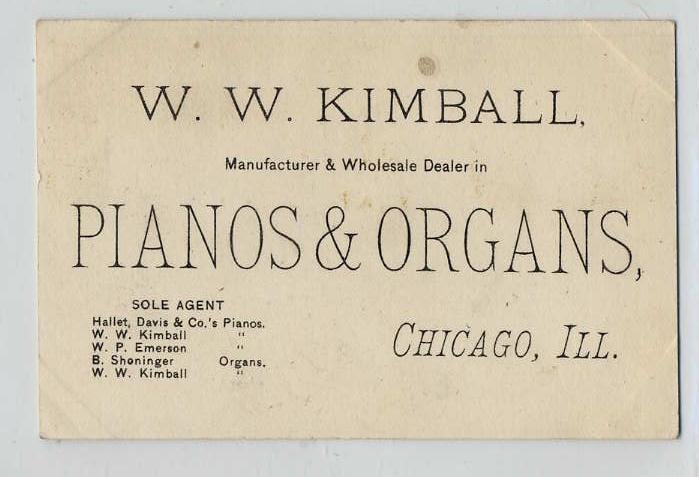 W. W. KIMBALL,
Manufacturer & Wholesale Dealer in
PIANOS & ORGANS,
SOLE AGENT
Hallet, Davis & Co.'s Pianos.
W. W. Kimball "
W. P. Emerson "
B. Shoninger Organs.
W. W. Kimball "
CHICAGO, ILL.